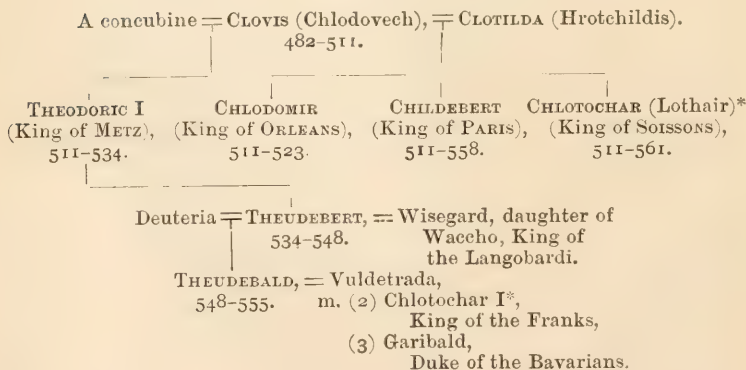 A concubine = CLOVIS (Chlodovech), = CLOTILDA (Hrotchildis).
482–511.
THEODORIC I CHLODOMIR CHILDEBERT CHLOTOCHAR (Lothair)*
(King of METZ), (King of ORLEANS), (King of PARIS), (King of SOISSONS),
511–534. 511–523. 511–558. 511–561.
Deuteria = THEUDEBERT, = Wisegard, daughter of
534–548. Waccho, King of
the Langobardi.
THEUDEBALD, = Vuldetrada,
548–555. m. (2) Chlotochar I*,
King of the Franks,
(3) Garibald,
Duke of the Bavarians.